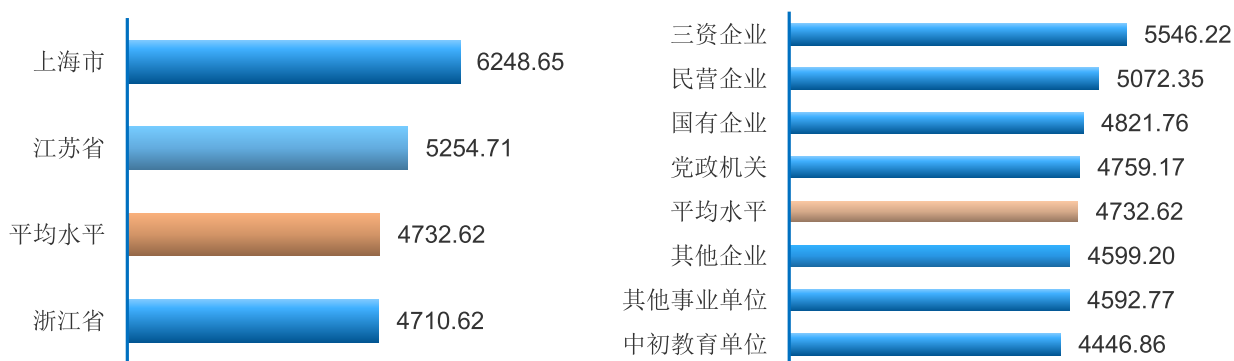 上海市 6248.65
江苏省 5254.71
平均水平 4732.62
浙江省 4710.62
三资企业 5546.22
民营企业 5072.35
国有企业 4821.76
党政机关 4759.17
平均水平 4732.62
其他企业 4599.20
其他事业单位 4592.77
中初教育单位 4446.86